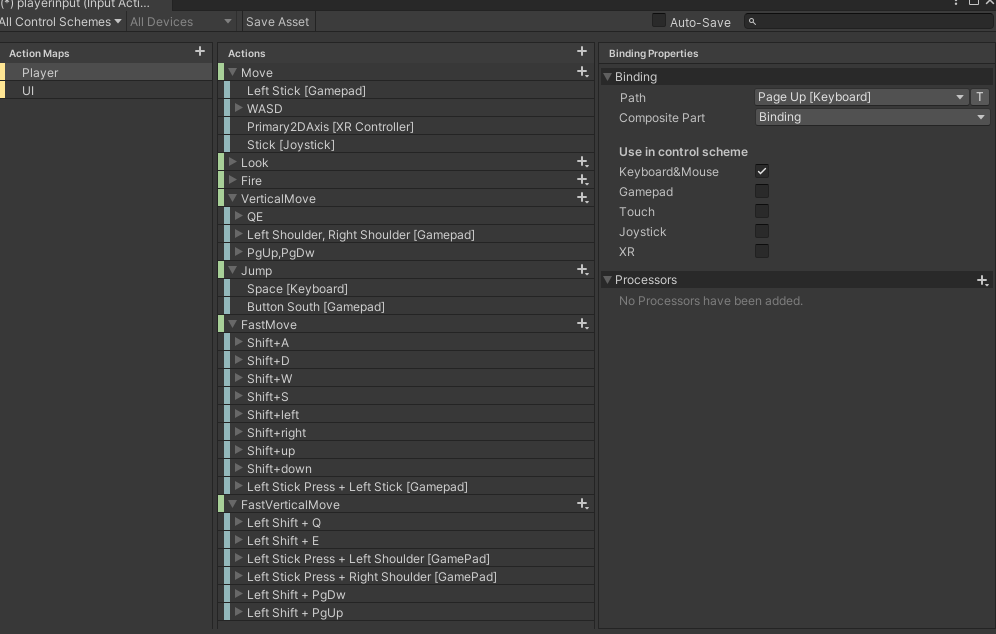 (*) playerinput (Input Acti...
All Control Schemes
All Devices
Save Asset
Auto-Save
Action Maps
Player
UI
Actions
Move
Left Stick [Gamepad]
WASD
Primary2DAxis [XR Controller]
Stick [Joystick]
Look
Fire
VerticalMove
QE
Left Shoulder, Right Shoulder [Gamepad]
PgUp,PgDw
Jump
Space [Keyboard]
Button South [Gamepad]
FastMove
Shift+A
Shift+D
Shift+W
Shift+S
Shift+left
Shift+right
Shift+up
Shift+down
Left Stick Press + Left Stick [Gamepad]
FastVerticalMove
Left Shift + Q
Left Shift + E
Left Stick Press + Left Shoulder [GamePad]
Left Stick Press + Right Shoulder [GamePad]
Left Shift + PgDw
Left Shift + PgUp
Binding Properties
Binding
Path
Page Up [Keyboard]
T
Composite Part
Binding
Use in control scheme
Keyboard&Mouse
Gamepad
Touch
Joystick
XR
Processors
No Processors have been added.